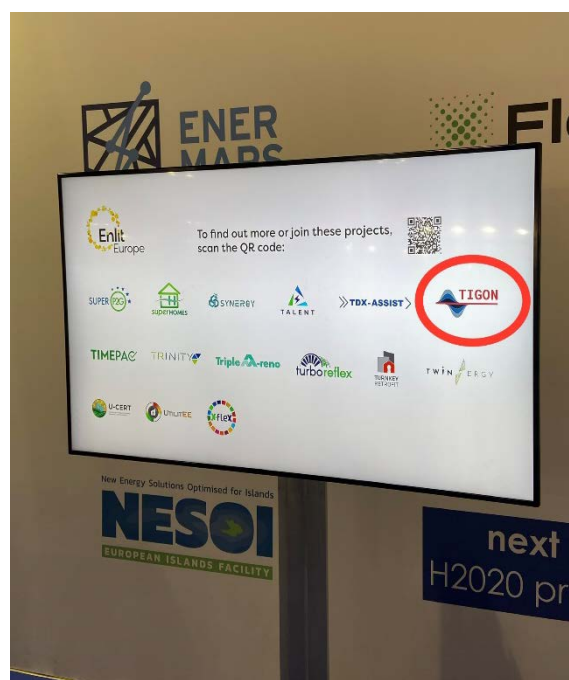 ENER
MAPS
Enlit
Europe
To find out more or join these projects,
scan the QR code:
SUPER P2G
SUPERHOMES
SYNERGY
TALENT
TDX-ASSIST
TIGON
TIMEPAC
TRINITY
Triple A-reno
turboreflex
TURNKEY
RETROFIT
TWINERGY
U-CERT
UTILITEE
XfleX
New Energy Solutions Optimised for Islands
NESOI
EUROPEAN ISLANDS FACILITY
next
H2020